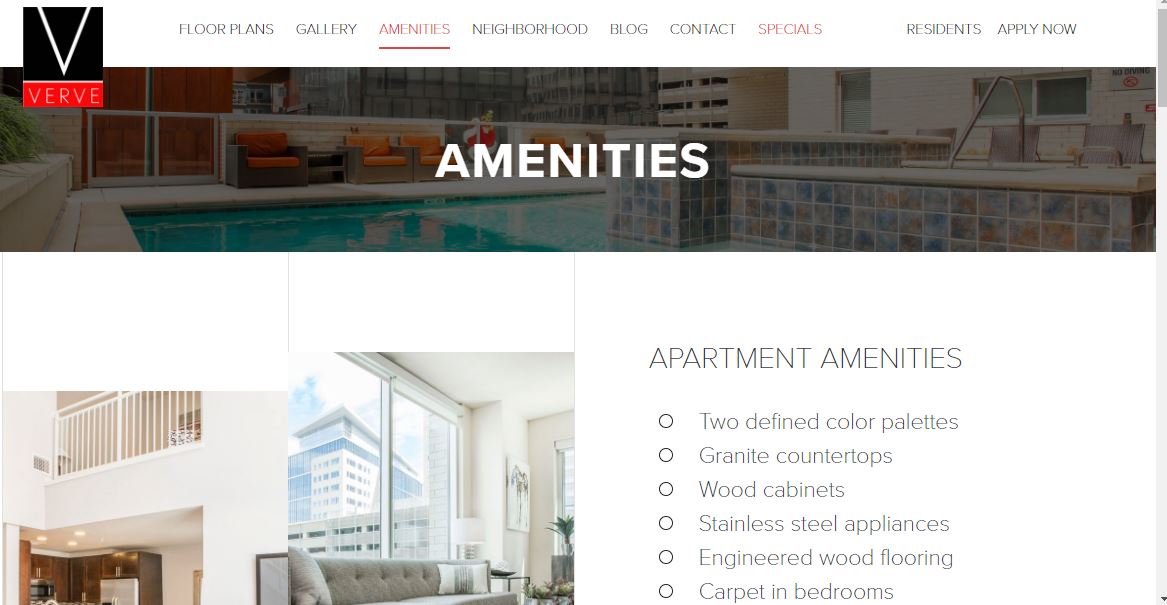 FLOOR PLANS GALLERY AMENITIES NEIGHBORHOOD BLOG CONTACT SPECIALS RESIDENTS APPLY NOW
V
VERVE
NO DIVING
AMENITIES
APARTMENT AMENITIES
Two defined color palettes
Granite countertops
Wood cabinets
Stainless steel appliances
Engineered wood flooring
Carpet in bedrooms